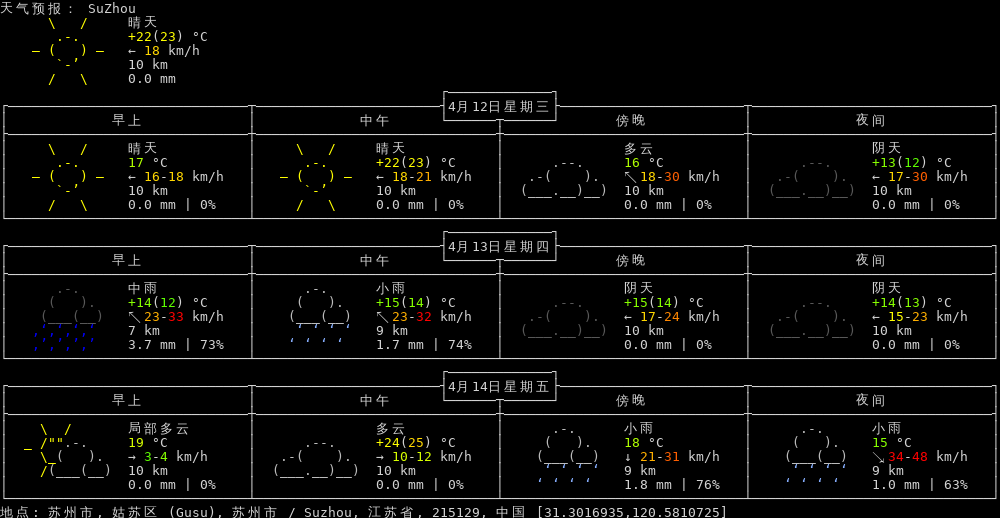 天气预报: SuZhou
晴天
+22(23) °C
← 18 km/h
10 km
0.0 mm
4月12日星期三
早上 中午 傍晚 夜间
晴天 晴天 多云 阴天
17 °C +22(23) °C 16 °C +13(12) °C
← 16-18 km/h ← 18-21 km/h ↖ 18-30 km/h ← 17-30 km/h
10 km 10 km 10 km 10 km
0.0 mm | 0% 0.0 mm | 0% 0.0 mm | 0% 0.0 mm | 0%
4月13日星期四
早上 中午 傍晚 夜间
中雨 小雨 阴天 阴天
+14(12) °C +15(14) °C +15(14) °C +14(13) °C
↖ 23-33 km/h ↖ 23-32 km/h ← 17-24 km/h ← 15-23 km/h
7 km 9 km 10 km 10 km
3.7 mm | 73% 1.7 mm | 74% 0.0 mm | 0% 0.0 mm | 0%
4月14日星期五
早上 中午 傍晚 夜间
局部多云 多云 小雨 小雨
19 °C +24(25) °C 18 °C 15 °C
→ 3-4 km/h → 10-12 km/h ↓ 21-31 km/h ↘ 34-48 km/h
10 km 10 km 9 km 9 km
0.0 mm | 0% 0.0 mm | 0% 1.8 mm | 76% 1.0 mm | 63%
地点: 苏州市, 姑苏区 (Gusu), 苏州市 / Suzhou, 江苏省, 215129, 中国 [31.3016935,120.5810725]